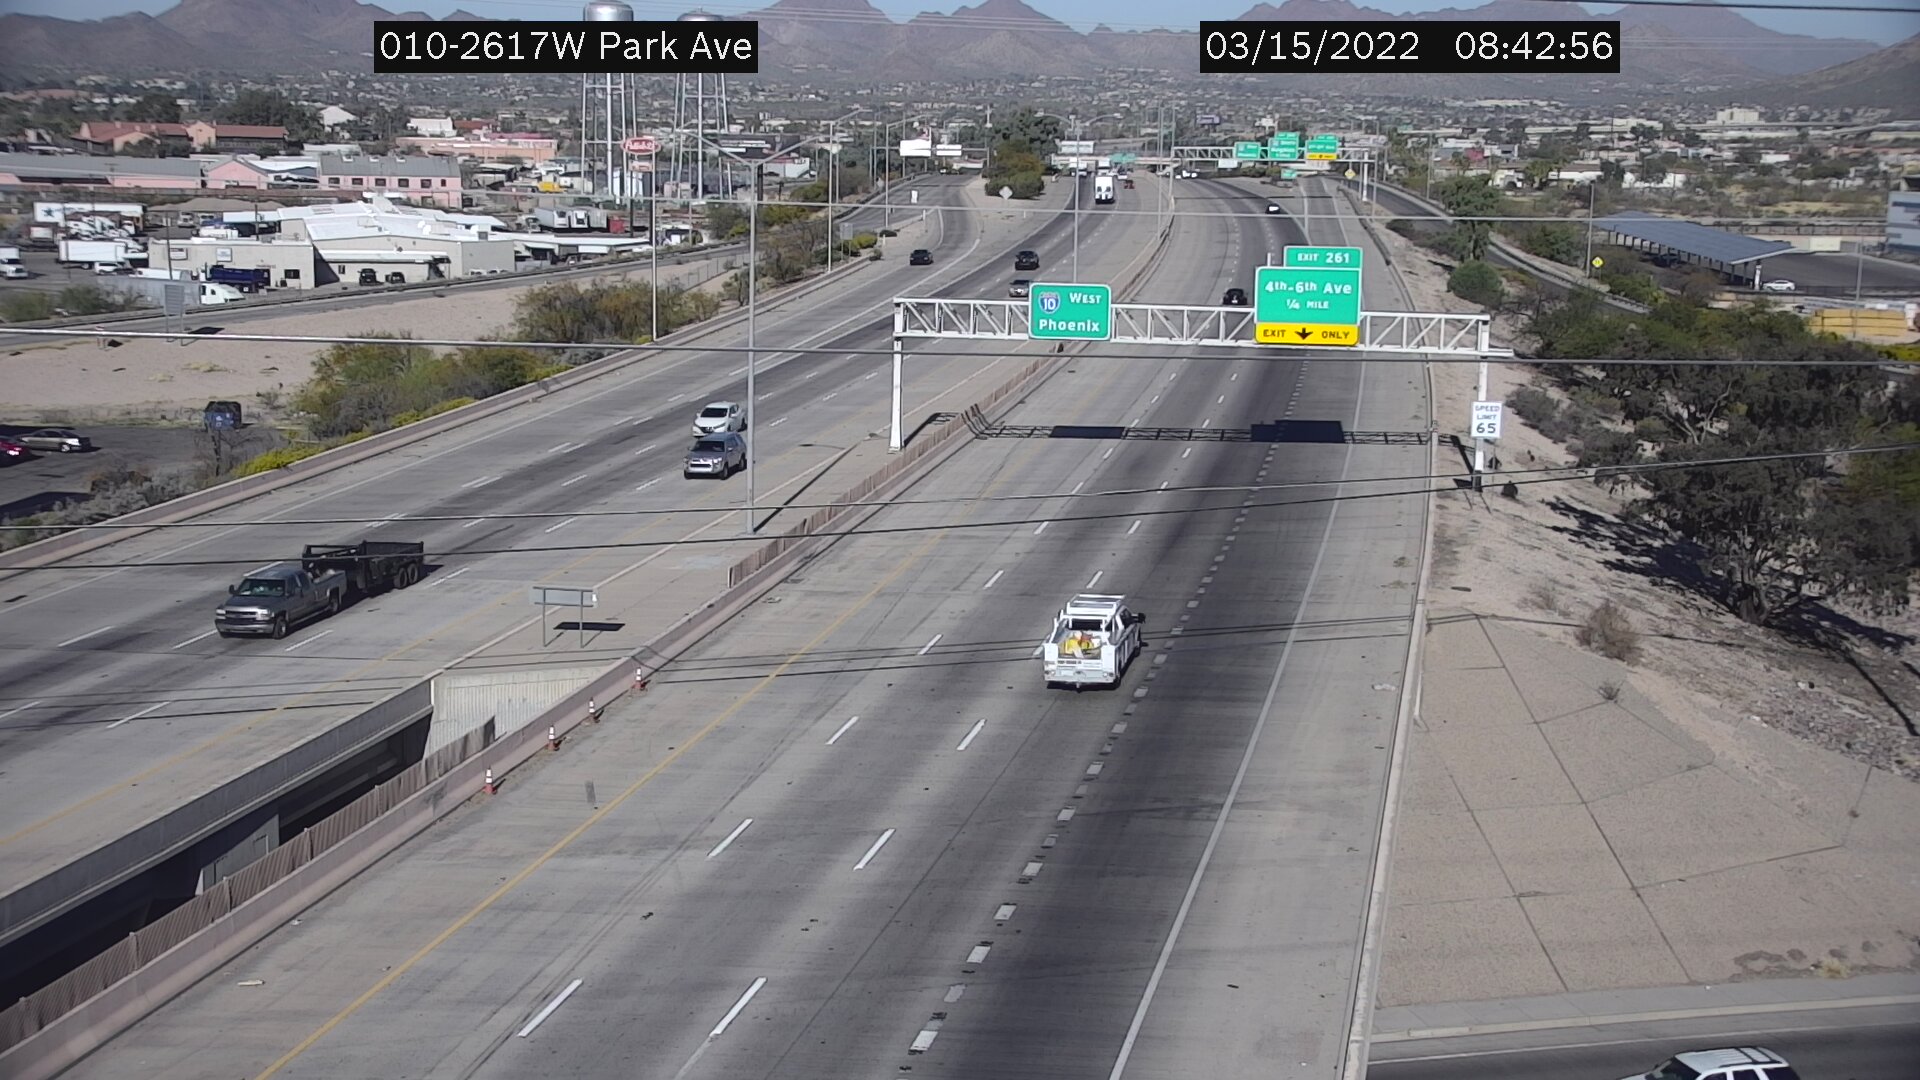 010-2617W Park Ave
03/15/2022 08:42:56
EXIT 261
4th-6th Ave
1/4 MILE
EXIT ONLY
10 WEST
Phoenix
SPEED
LIMIT
65